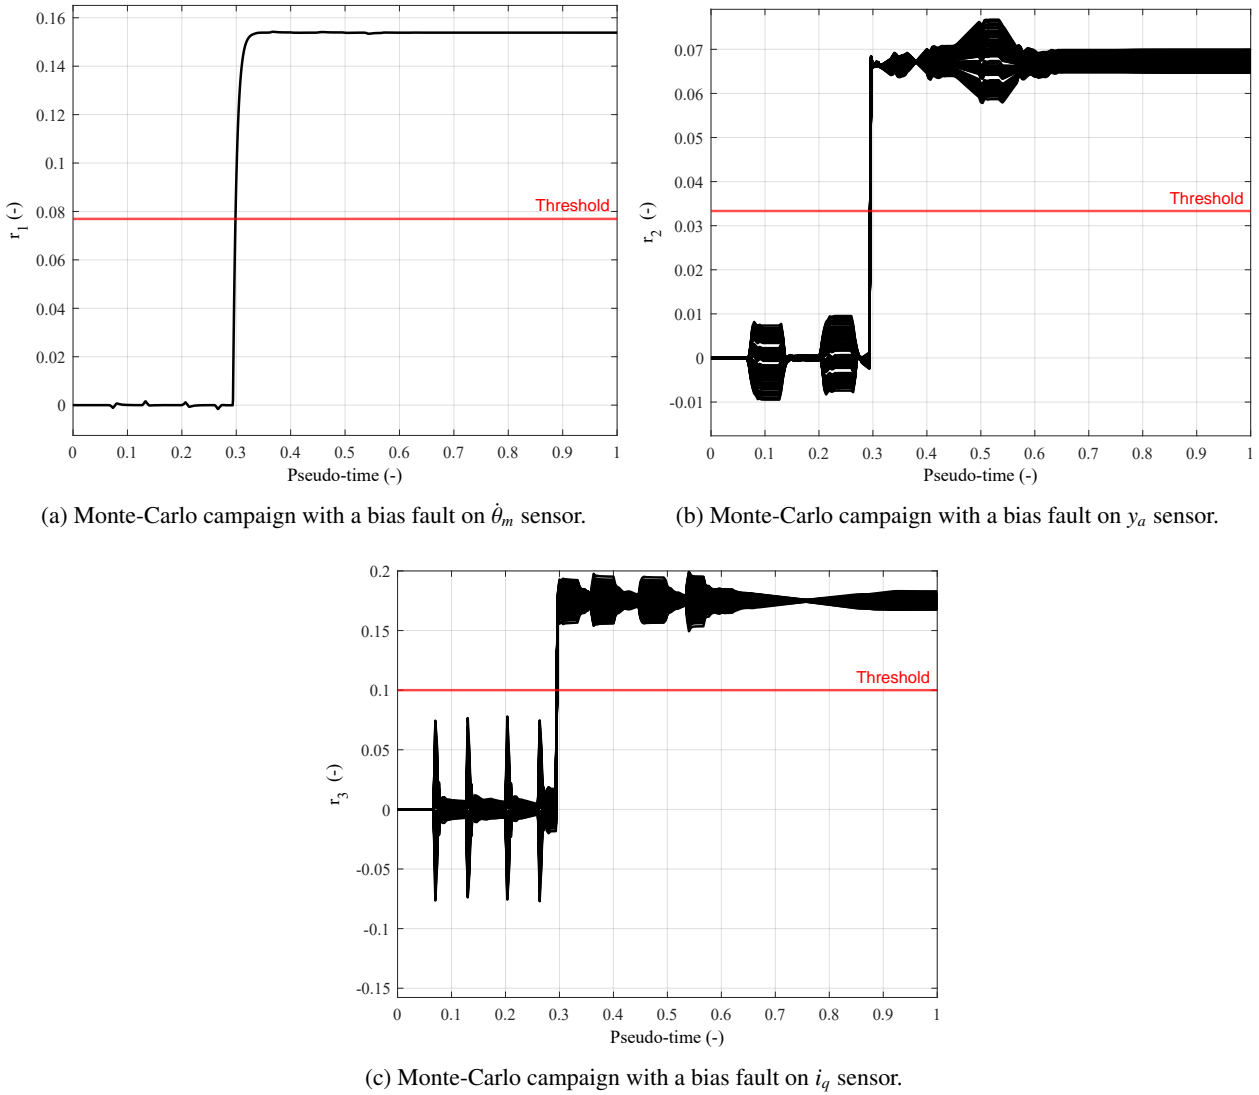 0.16
0.14
0.12
0.1
0.08
0.06
0.04
0.02
0
r1 (-)
Threshold
0 0.1 0.2 0.3 0.4 0.5 0.6 0.7 0.8 0.9 1
Pseudo-time (-)
(a) Monte-Carlo campaign with a bias fault on θ̇m sensor.
0.07
0.06
0.05
0.04
0.03
0.02
0.01
0
-0.01
r2 (-)
Threshold
0 0.1 0.2 0.3 0.4 0.5 0.6 0.7 0.8 0.9 1
Pseudo-time (-)
(b) Monte-Carlo campaign with a bias fault on ya sensor.
0.2
0.15
0.1
0.05
0
-0.05
-0.1
-0.15
r3 (-)
Threshold
0 0.1 0.2 0.3 0.4 0.5 0.6 0.7 0.8 0.9 1
Pseudo-time (-)
(c) Monte-Carlo campaign with a bias fault on iq sensor.